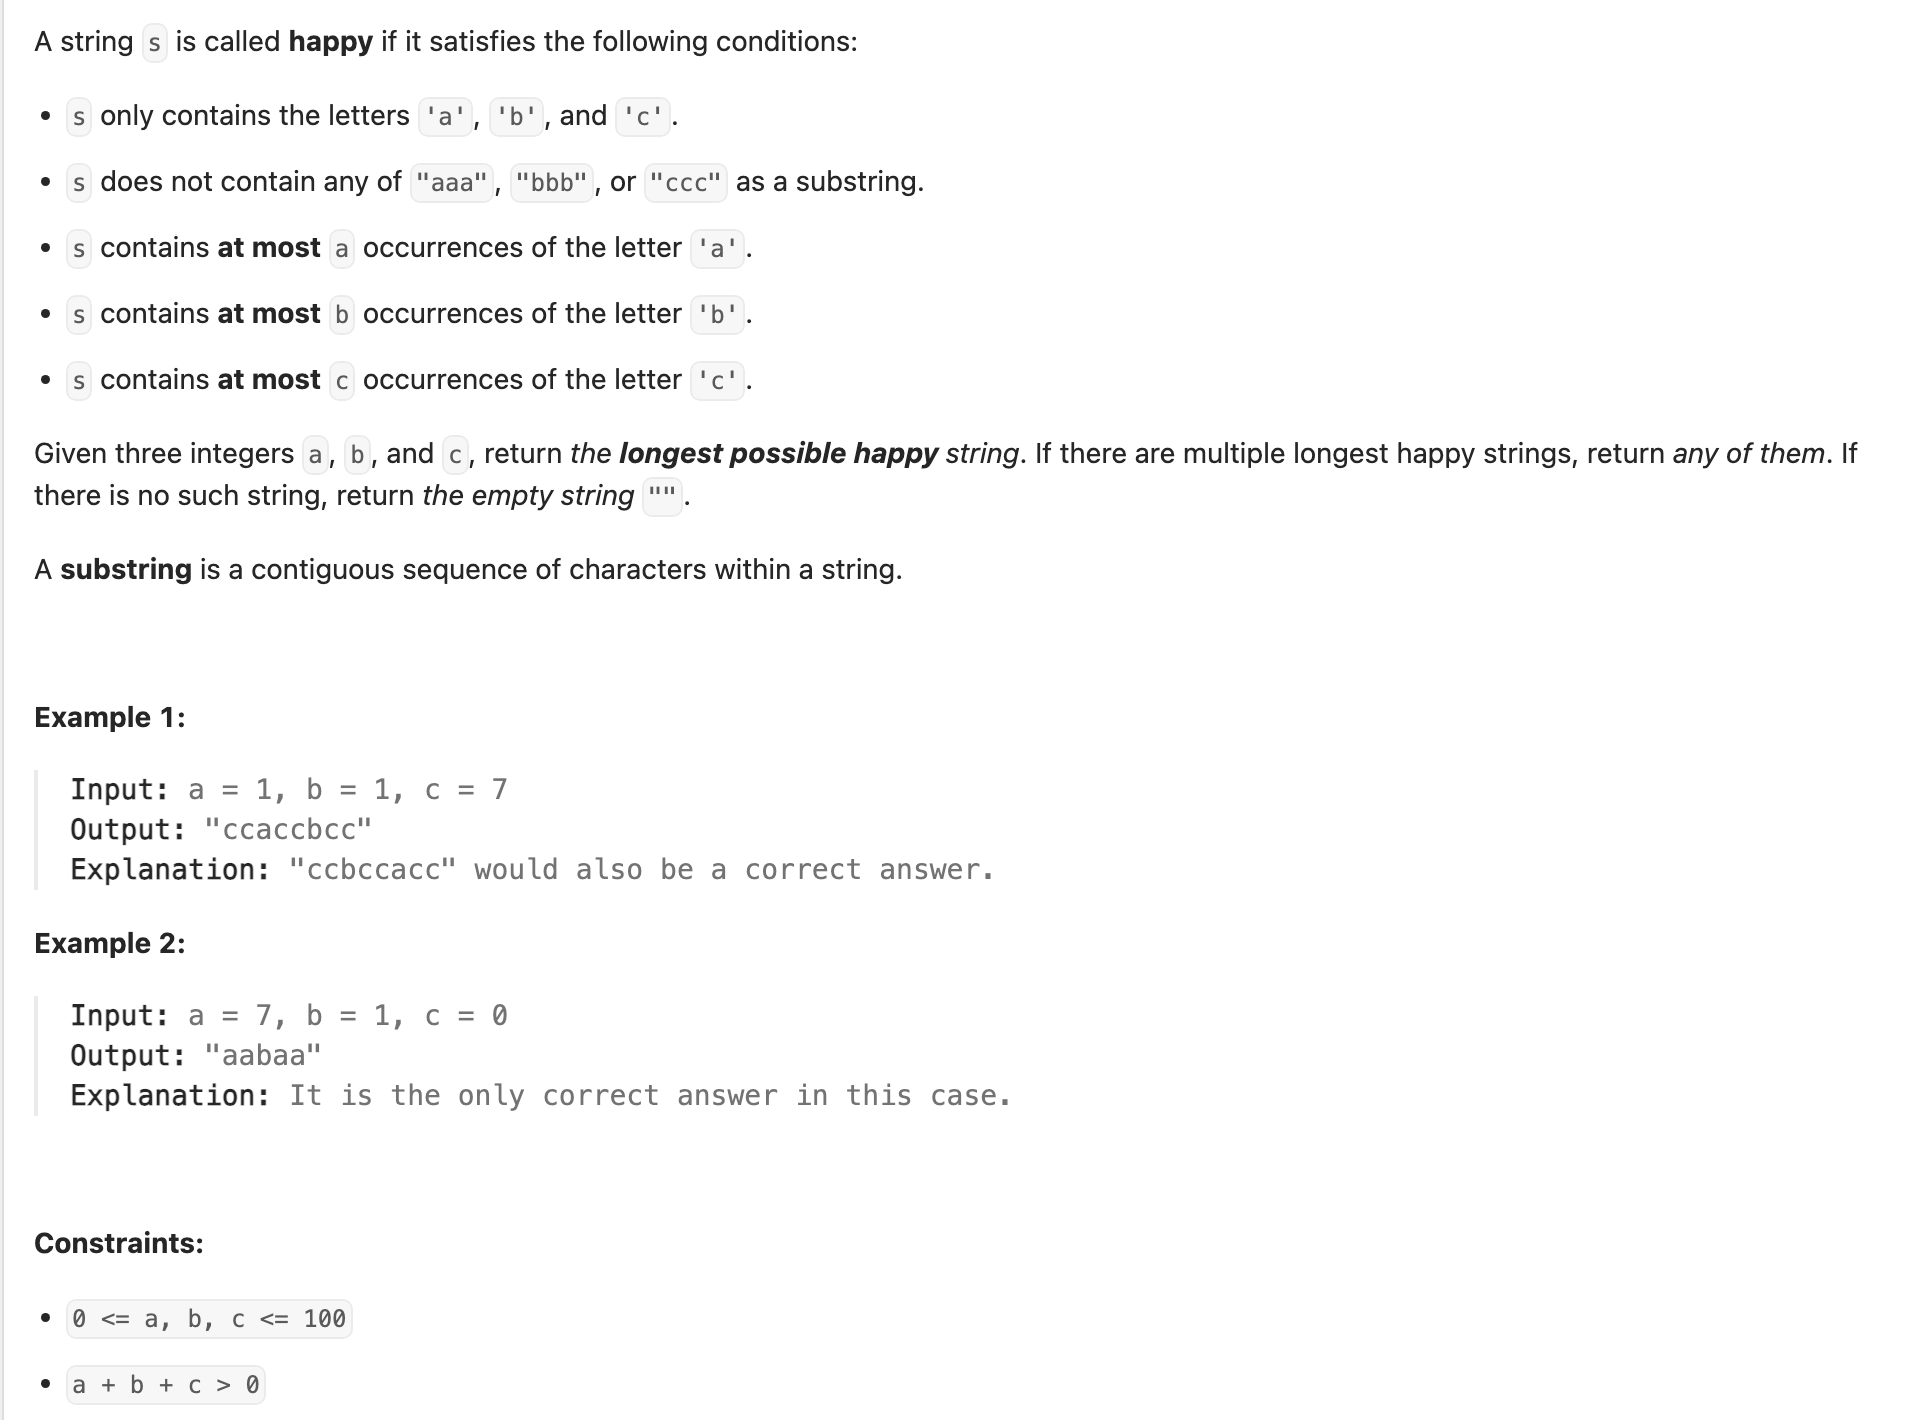 A string s is called happy if it satisfies the following conditions:
• s only contains the letters 'a', 'b', and 'c'.
• s does not contain any of "aaa", "bbb", or "ccc" as a substring.
• s contains at most a occurrences of the letter 'a'.
• s contains at most b occurrences of the letter 'b'.
• s contains at most c occurrences of the letter 'c'.
Given three integers a, b, and c, return the longest possible happy string. If there are multiple longest happy strings, return any of them. If
there is no such string, return the empty string "".
A substring is a contiguous sequence of characters within a string.
Example 1:
Input: a = 1, b = 1, c = 7
Output: "ccaccbcc"
Explanation: "ccbccacc" would also be a correct answer.
Example 2:
Input: a = 7, b = 1, c = 0
Output: "aabaa"
Explanation: It is the only correct answer in this case.
Constraints:
• 0 <= a, b, c <= 100
• a + b + c > 0